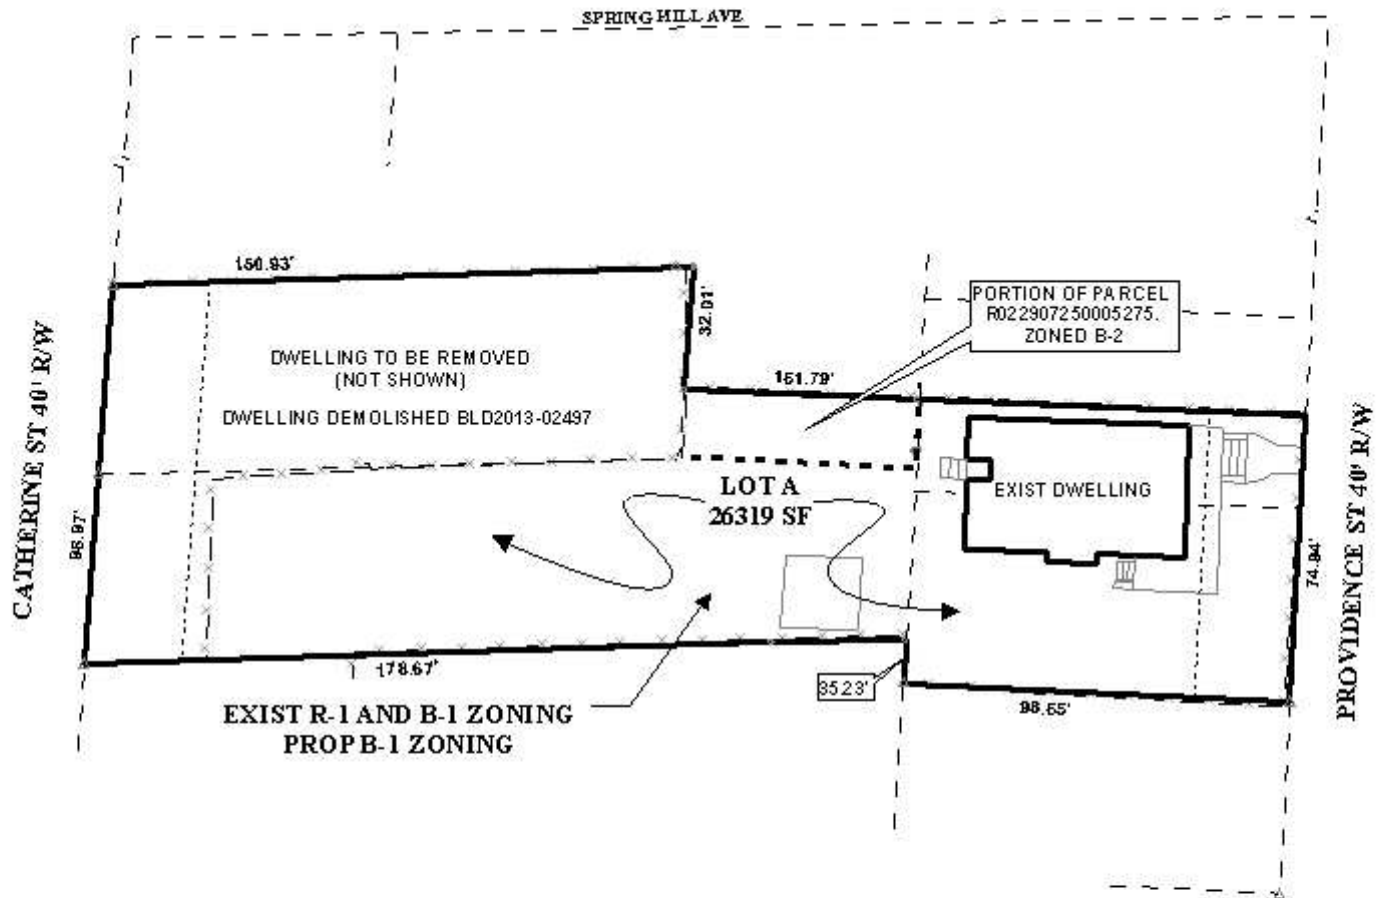 SPRING HILL AVE
150.93'
32.01'
PORTION OF PARCEL
R022907250005275.
ZONED B-2
DWELLING TO BE REMOVED
(NOT SHOWN)
DWELLING DEMOLISHED BLD2013-02497
151.79'
CATHERINE ST 40' R/W
96.97'
LOT A
26319 SF
EXIST DWELLING
74.94'
PROVIDENCE ST 40' R/W
178.67'
35.23'
98.65'
EXIST R-1 AND B-1 ZONING
PROP B-1 ZONING